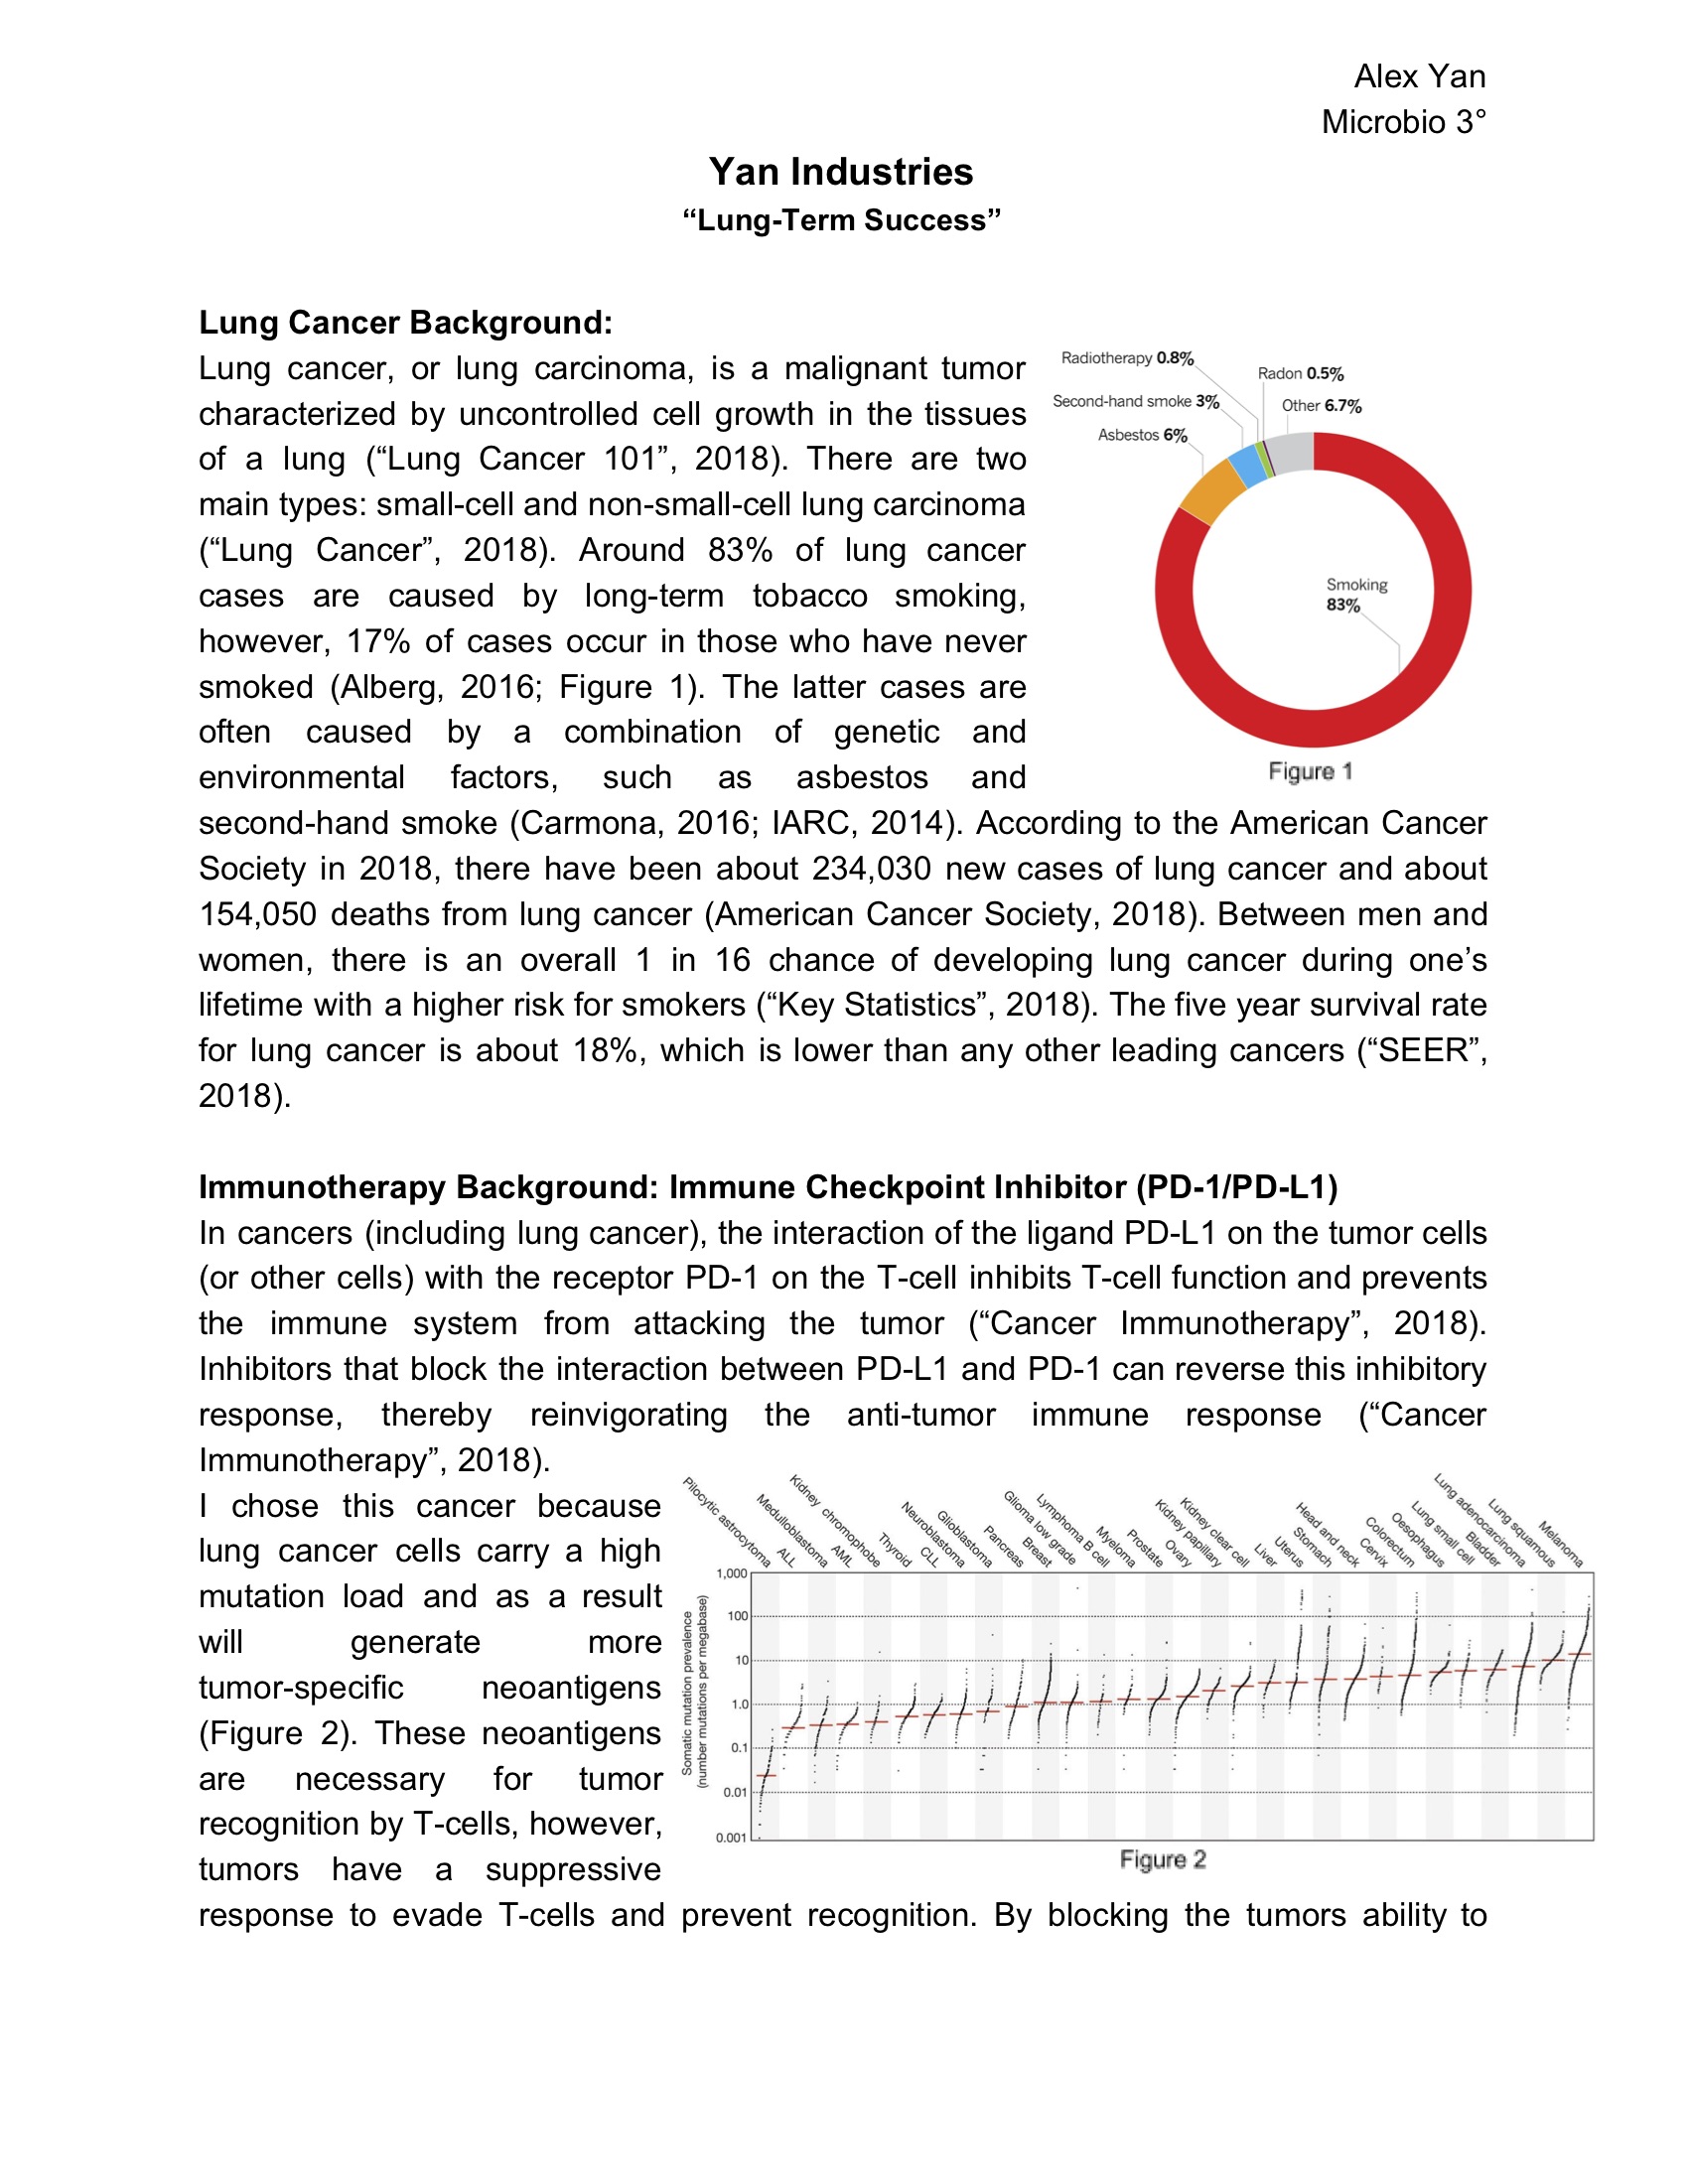 Alex Yan
Microbio 3°
Yan Industries
“Lung-Term Success”
Lung Cancer Background:
Lung cancer, or lung carcinoma, is a malignant tumor
characterized by uncontrolled cell growth in the tissues
of a lung (“Lung Cancer 101”, 2018). There are two
main types: small-cell and non-small-cell lung carcinoma
(“Lung Cancer”, 2018). Around 83% of lung cancer
cases are caused by long-term tobacco smoking,
however, 17% of cases occur in those who have never
smoked (Alberg, 2016; Figure 1). The latter cases are
often caused by a combination of genetic and
environmental factors, such as asbestos and
Radiotherapy 0.8%
Radon 0.5%
Second-hand smoke 3%
Other 6.7%
Asbestos 6%
Smoking
83%
Figure 1
second-hand smoke (Carmona, 2016; IARC, 2014). According to the American Cancer
Society in 2018, there have been about 234,030 new cases of lung cancer and about
154,050 deaths from lung cancer (American Cancer Society, 2018). Between men and
women, there is an overall 1 in 16 chance of developing lung cancer during one’s
lifetime with a higher risk for smokers (“Key Statistics”, 2018). The five year survival rate
for lung cancer is about 18%, which is lower than any other leading cancers (“SEER”,
2018).
Immunotherapy Background: Immune Checkpoint Inhibitor (PD-1/PD-L1)
In cancers (including lung cancer), the interaction of the ligand PD-L1 on the tumor cells
(or other cells) with the receptor PD-1 on the T-cell inhibits T-cell function and prevents
the immune system from attacking the tumor (“Cancer Immunotherapy”, 2018).
Inhibitors that block the interaction between PD-L1 and PD-1 can reverse this inhibitory
response, thereby reinvigorating the anti-tumor immune response (“Cancer
Immunotherapy”, 2018).
I chose this cancer because
lung cancer cells carry a high
mutation load and as a result
will generate more
tumor-specific neoantigens
(Figure 2). These neoantigens
are necessary for tumor
recognition by T-cells, however,
tumors have a suppressive
Pilocytic astrocytoma
ALL
Medulloblastoma
AML
Kidney chromophobe
Thyroid
CLL
Neuroblastoma
Glioblastoma
Pancreas
Breast
Glioma low grade
Lymphoma B cell
Myeloma
Prostate
Ovary
Kidney papillary
Kidney clear cell
Liver
Uterus
Stomach
Head and neck
Cervix
Colorectum
Oesophagus
Lung small cell
Bladder
Lung adenocarcinoma
Lung squamous
Melanoma
Somatic mutation prevalence
(number mutations per megabase)
1,000
100
10
1.0
0.1
0.01
0.001
Figure 2
response to evade T-cells and prevent recognition. By blocking the tumors ability to